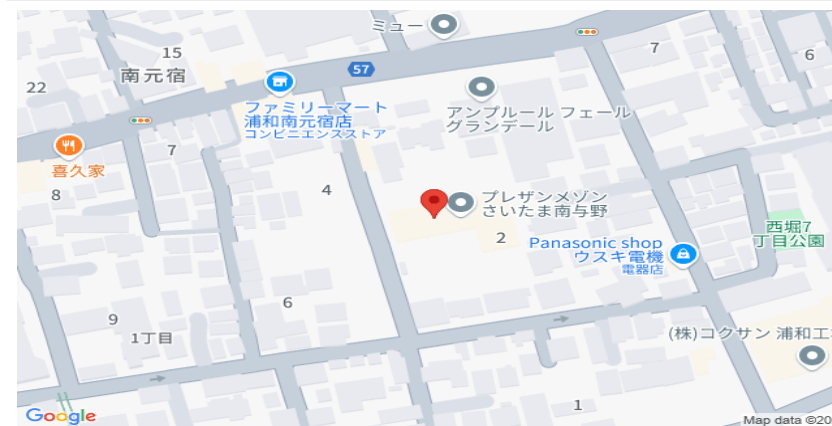 ミュー
15
南元宿
22
57
7
6
ファミリーマート
浦和南元宿店
コンビニエンスストア
アンプルール フェール
グランデール
喜久家
7
8
4
プレザンメゾン
さいたま南与野
2
Panasonic shop
ウスキ電機
電器店
西堀7
丁目公園
6
9
1丁目
(株)コクサン 浦和工
1
Google
Map data ©20